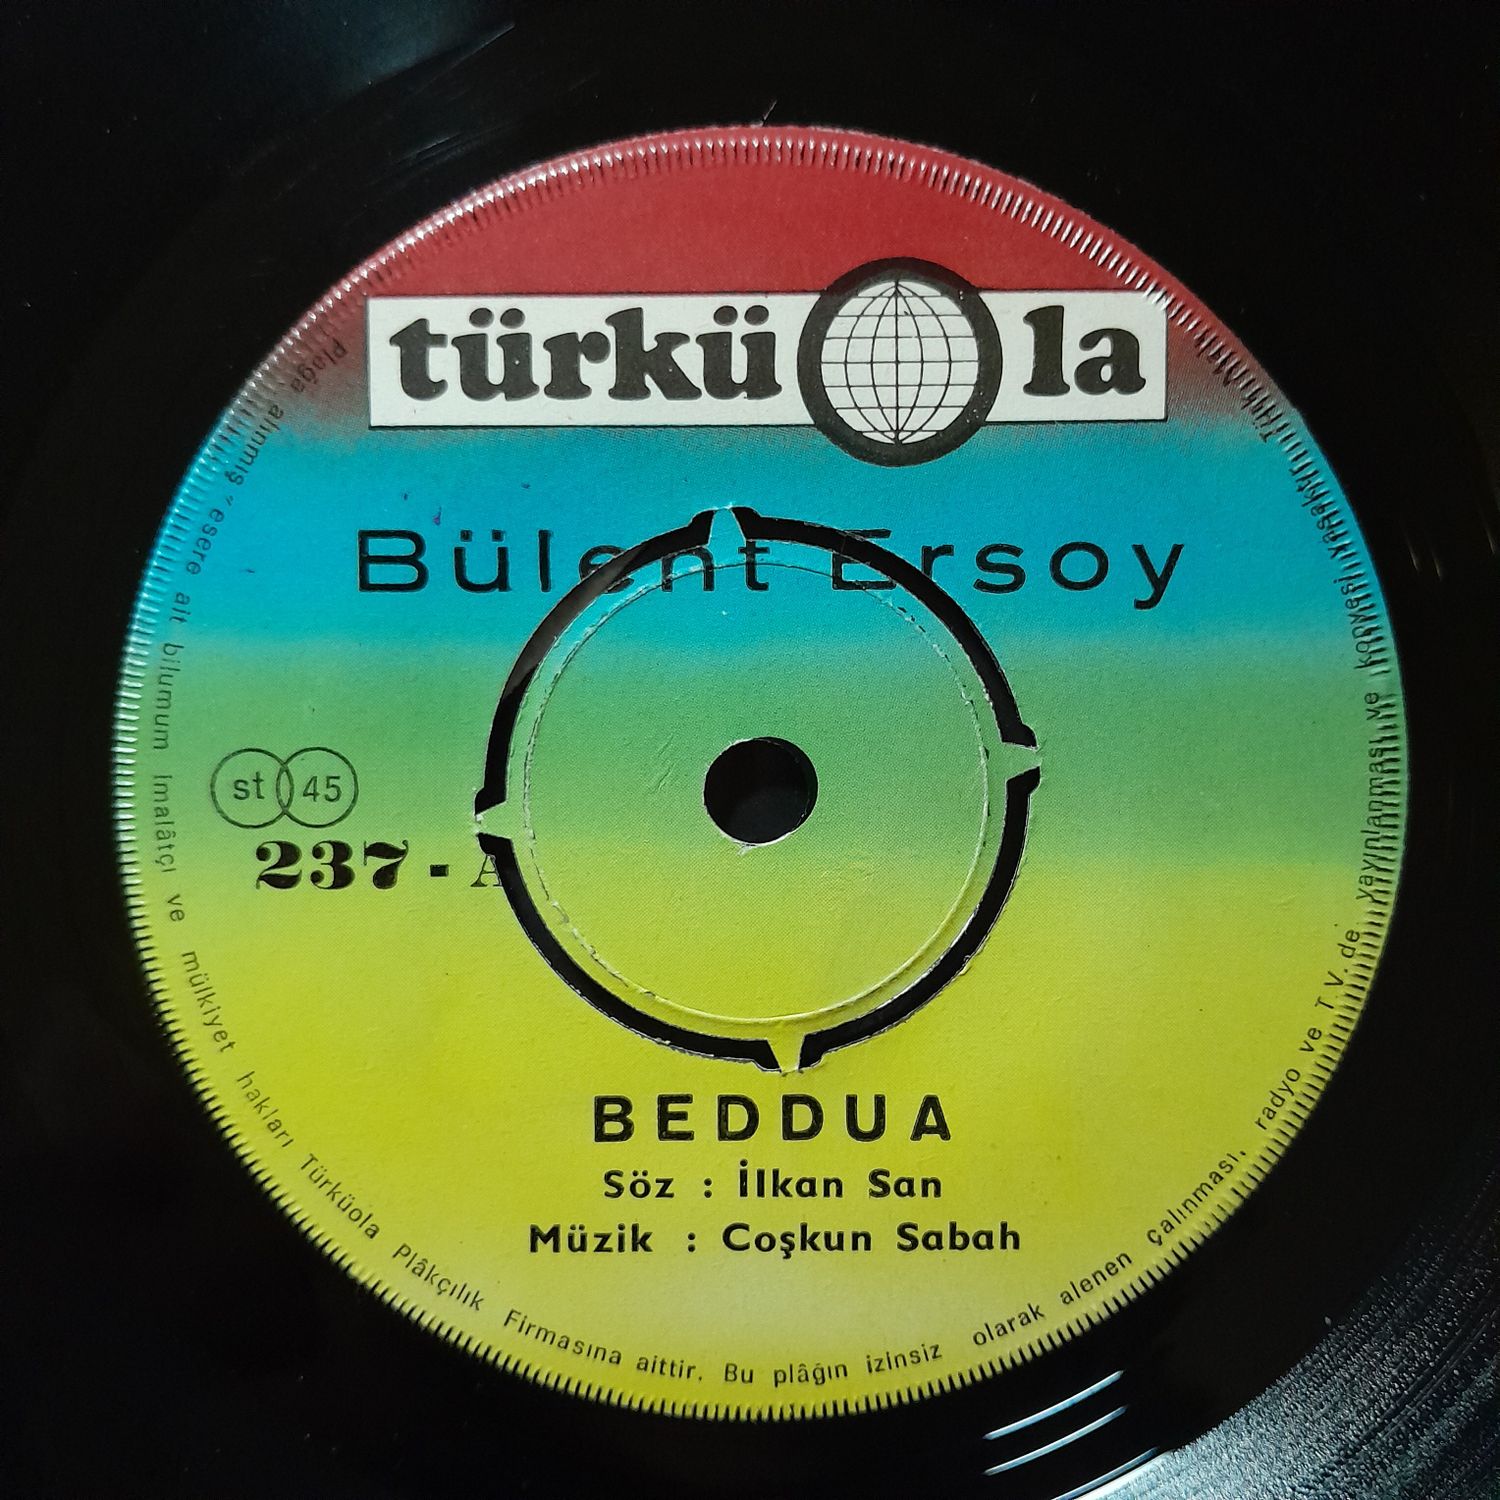 türküola
Bülent Ersoy
st 45
237 - A
BEDDUA
Söz : İlkan San
Müzik : Coşkun Sabah
Plağa alınmış esere ait bilumum imalâtçı ve mülkiyet hakları Türküola Plâkçılık Firmasına aittir. Bu plâğın izinsiz olarak alenen çalınması, radyo ve T.V. de yayınlanması ve kopyesi yasaktır.